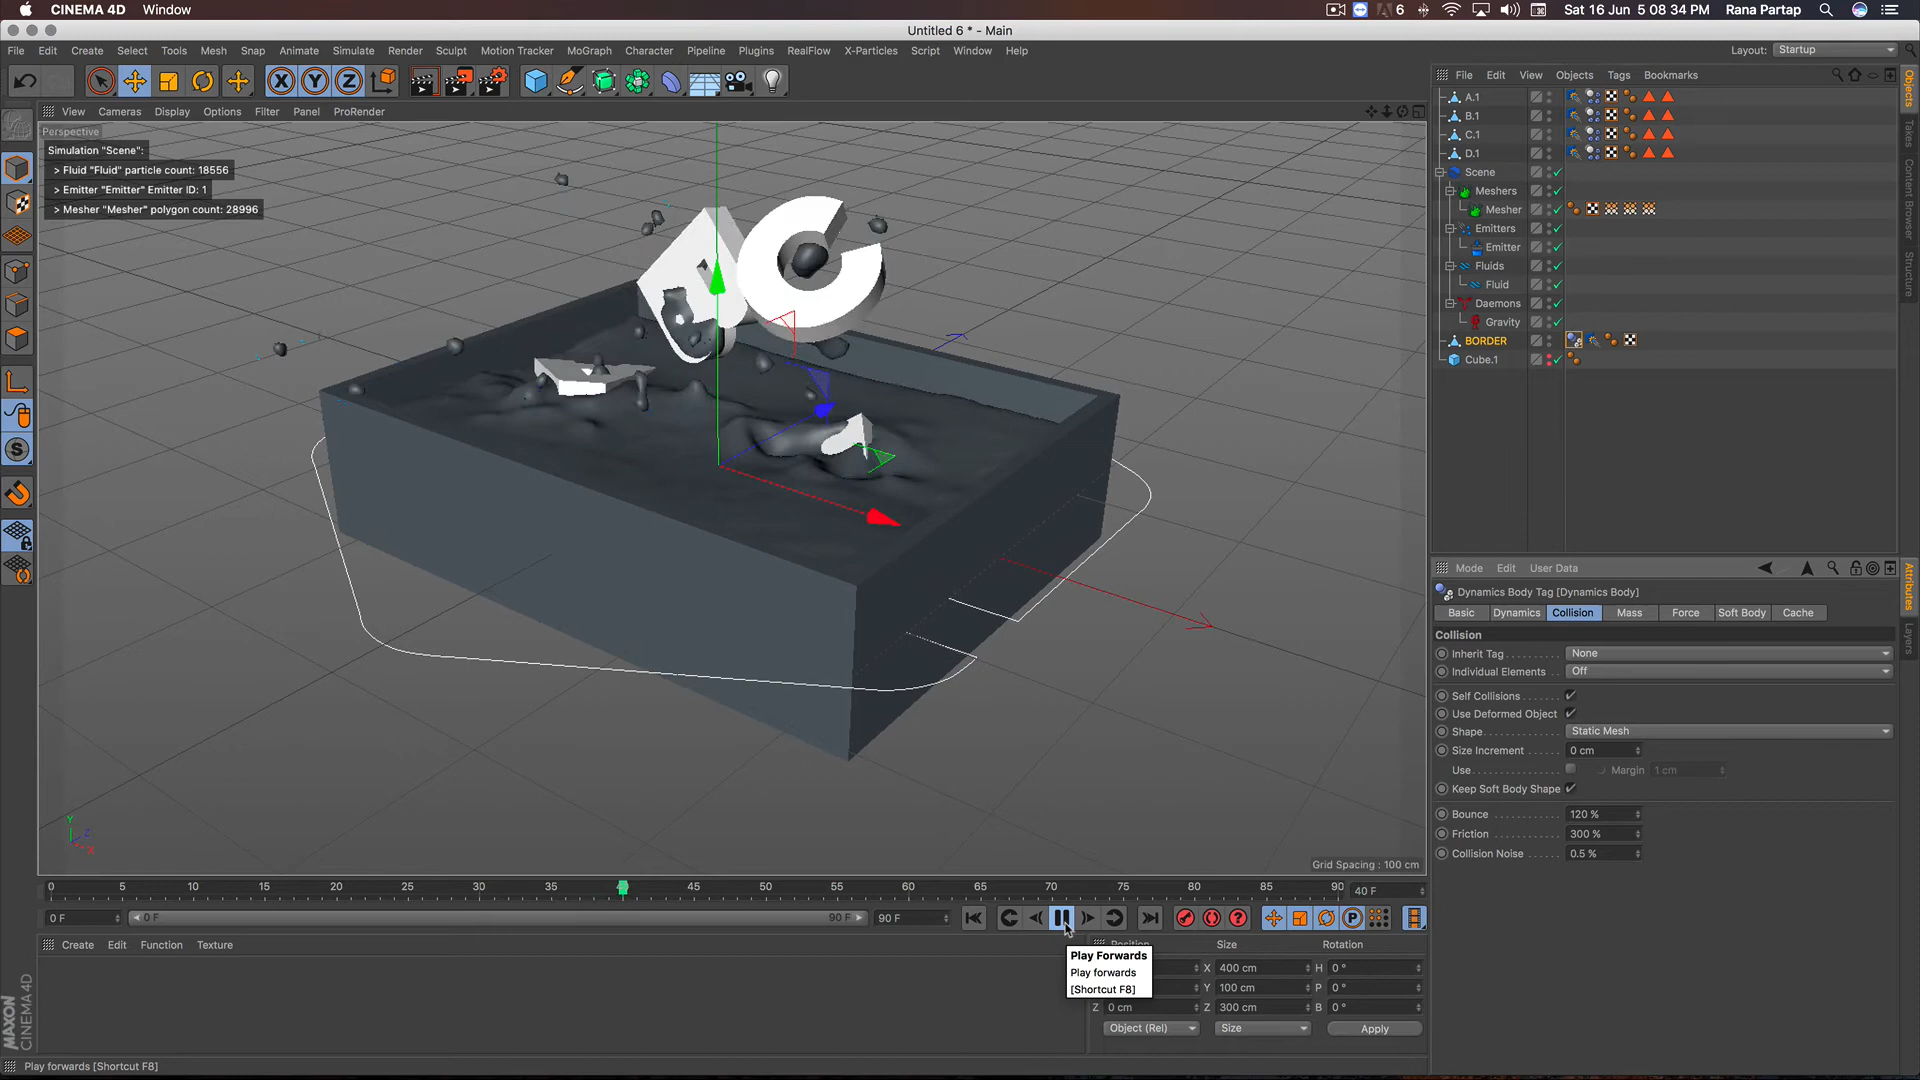 CINEMA 4D Window
6 Sat 16 Jun 5 08 34 PM Rana Partap
Untitled 6 * - Main
File Edit Create Select Tools Mesh Snap Animate Simulate Render Sculpt Motion Tracker MoGraph Character Pipeline Plugins RealFlow X-Particles Script Window Help Layout: Startup
X Y Z
File Edit View Objects Tags Bookmarks
View Cameras Display Options Filter Panel ProRender
Perspective
Simulation "Scene":
> Fluid "Fluid" particle count: 18556
> Emitter "Emitter" Emitter ID: 1
> Mesher "Mesher" polygon count: 28996
A.1
B.1
C.1
D.1
Scene
Meshers
Mesher
Emitters
Emitter
Fluids
Fluid
Daemons
Gravity
BORDER
Cube.1
Objects
Takes
Content Browser
Structure
Mode Edit User Data
Dynamics Body Tag [Dynamics Body]
Basic Dynamics Collision Mass Force Soft Body Cache
Collision
Inherit Tag None
Individual Elements Off
Self Collisions
Use Deformed Object
Shape Static Mesh
Size Increment 0 cm
Use Margin 1 cm
Keep Soft Body Shape
Bounce 120 %
Friction 300 %
Collision Noise 0.5 %
Attributes
Layers
Y Z X
Grid Spacing : 100 cm
0 5 10 15 20 25 30 35 40 45 50 55 60 65 70 75 80 85 90 40 F
0 F 0 F 90 F 90 F
Create Edit Function Texture
Position Size Rotation
Play Forwards
Play forwards
[Shortcut F8]
X 400 cm H 0 °
Y 100 cm P 0 °
Z 0 cm Z 300 cm B 0 °
Object (Rel) Size Apply
MAXON CINEMA 4D
Play forwards [Shortcut F8]